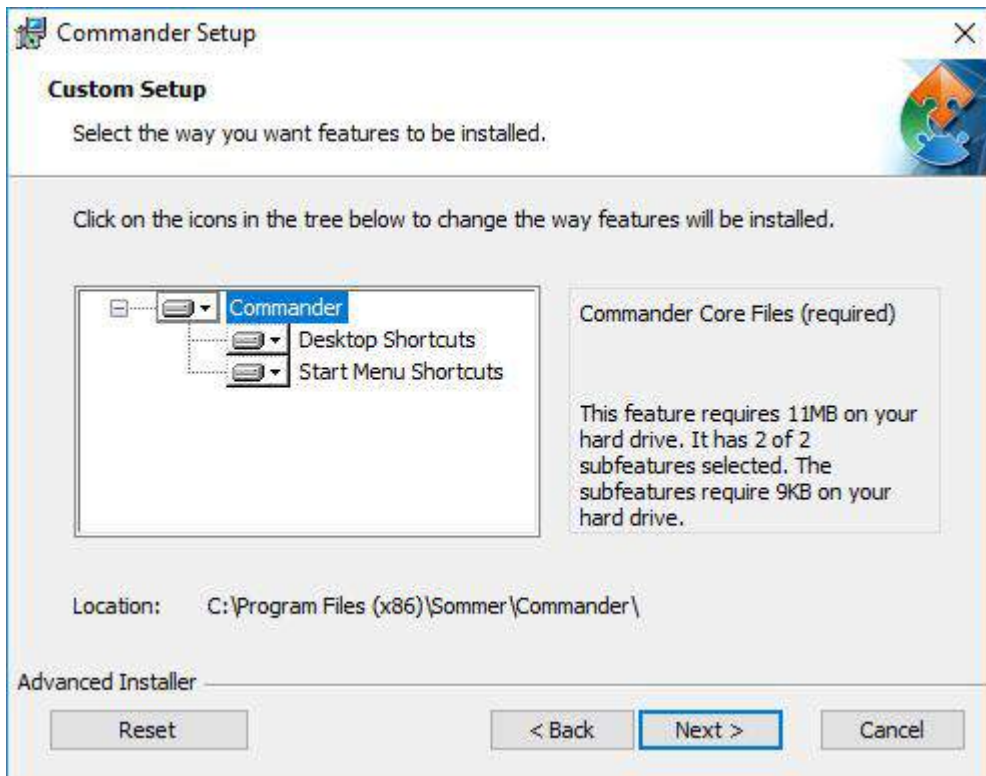 Commander Setup
Custom Setup
Select the way you want features to be installed.
Click on the icons in the tree below to change the way features will be installed.
Commander
Desktop Shortcuts
Start Menu Shortcuts
Commander Core Files (required)
This feature requires 11MB on your
hard drive. It has 2 of 2
subfeatures selected. The
subfeatures require 9KB on your
hard drive.
Location: C:\Program Files (x86)\Sommer\Commander\
Advanced Installer
Reset < Back Next > Cancel